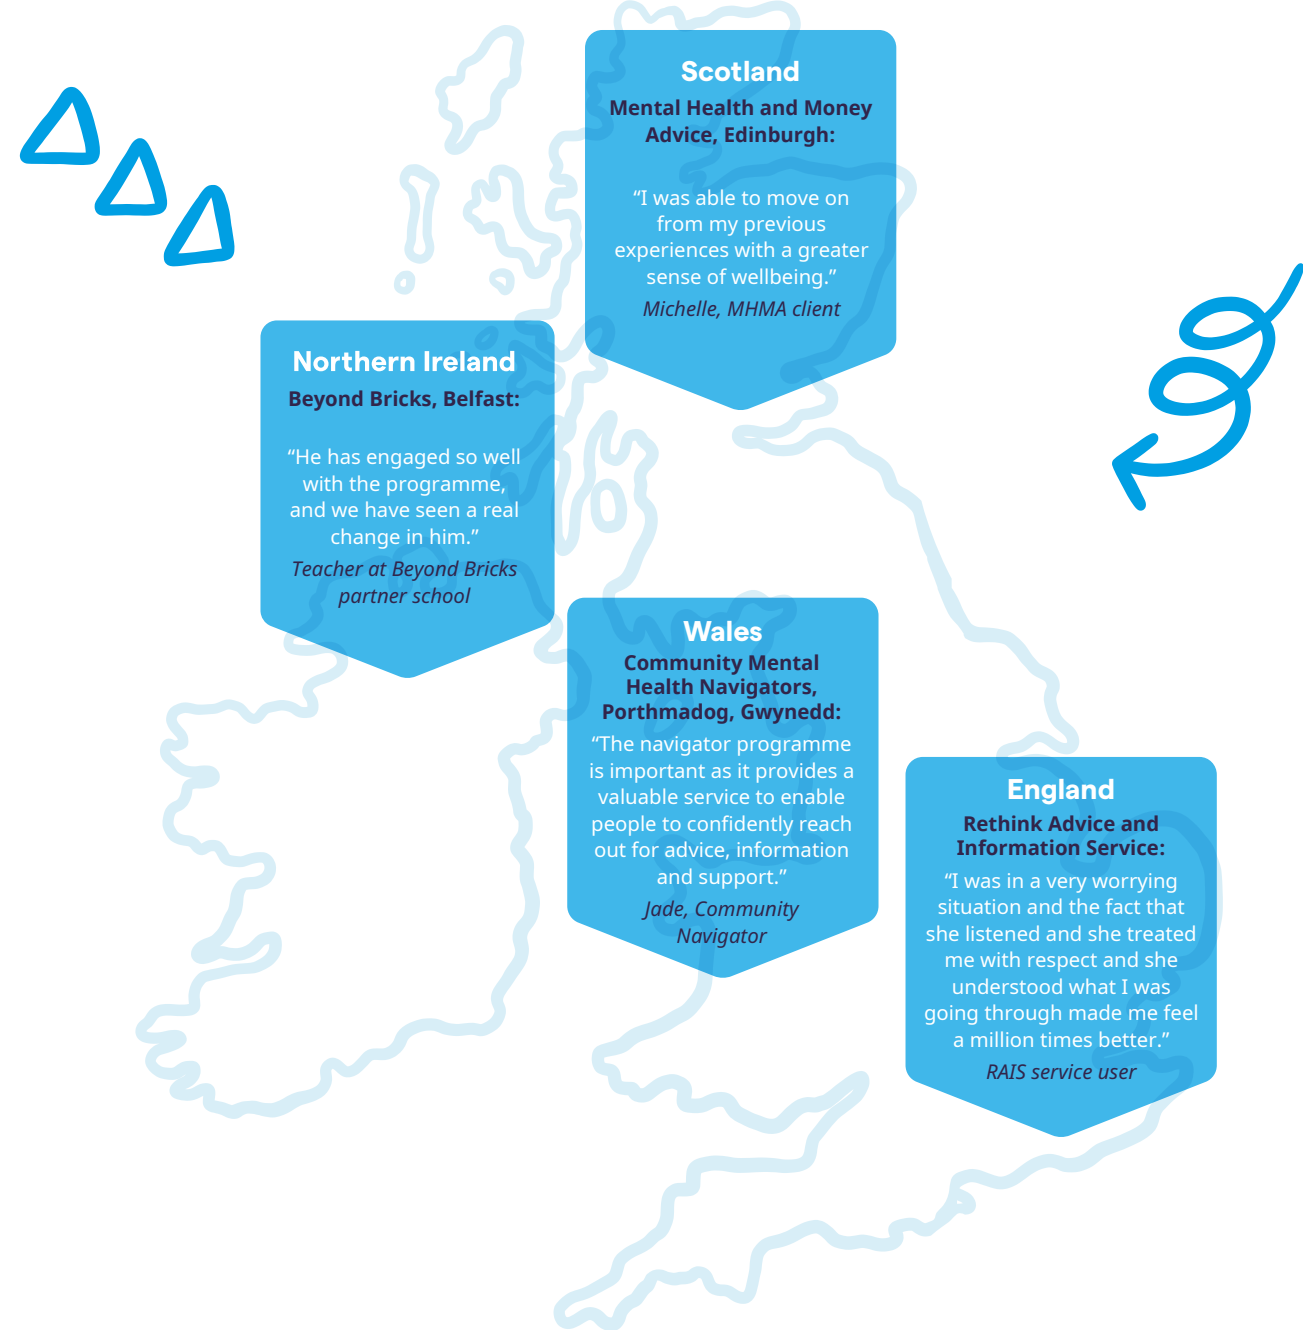 Scotland
Mental Health and Money
Advice, Edinburgh:
“I was able to move on
from my previous
experiences with a greater
sense of wellbeing.”
Michelle, MHMA client
Northern Ireland
Beyond Bricks, Belfast:
“He has engaged so well
with the programme,
and we have seen a real
change in him.”
Teacher at Beyond Bricks
partner school
Wales
Community Mental
Health Navigators,
Porthmadog, Gwynedd:
“The navigator programme
is important as it provides a
valuable service to enable
people to confidently reach
out for advice, information
and support.”
Jade, Community
Navigator
England
Rethink Advice and
Information Service:
“I was in a very worrying
situation and the fact that
she listened and she treated
me with respect and she
understood what I was
going through made me feel
a million times better.”
RAIS service user